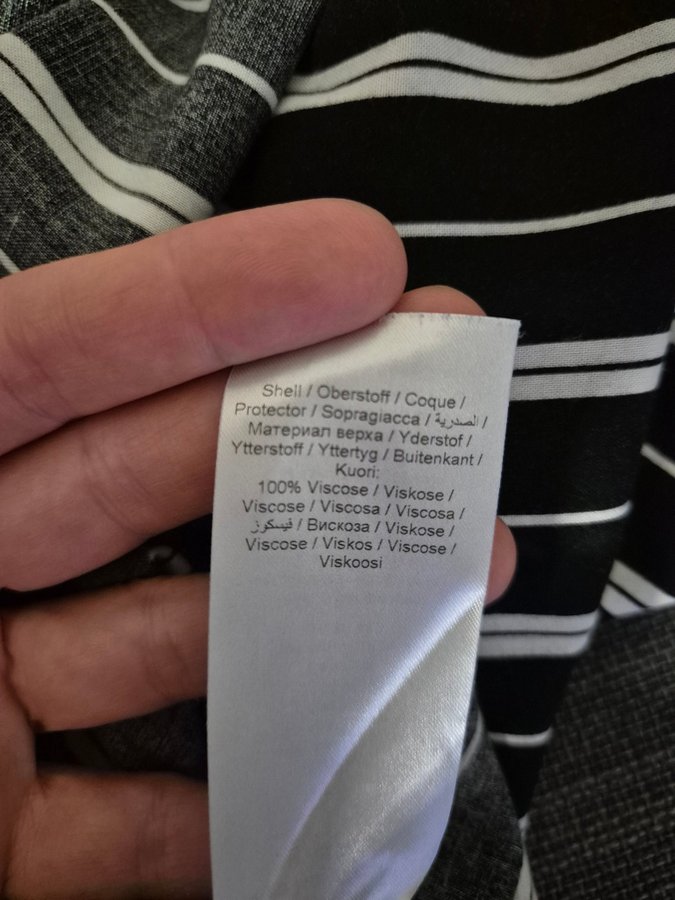 Shell / Oberstoff / Coque /
Protector / Sopragiacca / الصدرية /
Материал верха / Yderstof /
Ytterstoff / Yttertyg / Buitenkant /
Kuori:
100% Viscose / Viskose /
Viscose / Viscosa / Viscosa /
فيسكوز / Вискоза / Viskose /
Viscose / Viskos / Viscose /
Viskoosi